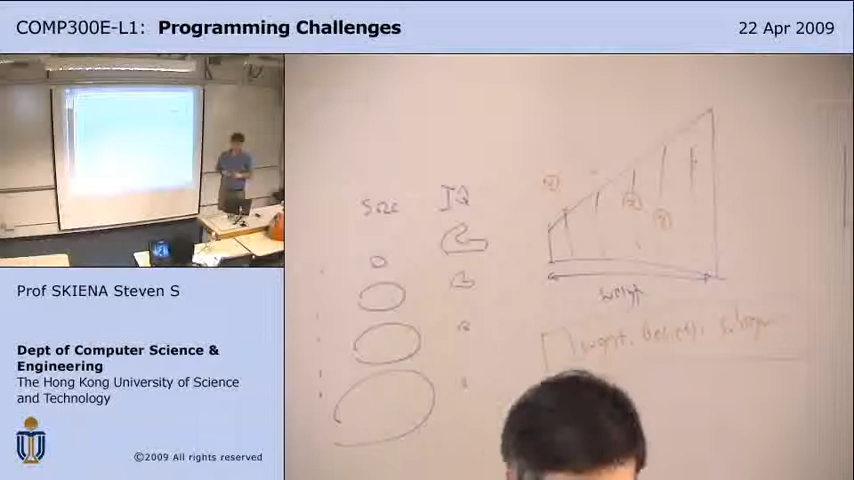 COMP300E-L1: Programming Challenges
22 Apr 2009
Prof SKIENA Steven S
Dept of Computer Science &
Engineering
The Hong Kong University of Science
and Technology
©2009 All rights reserved
Size IQ